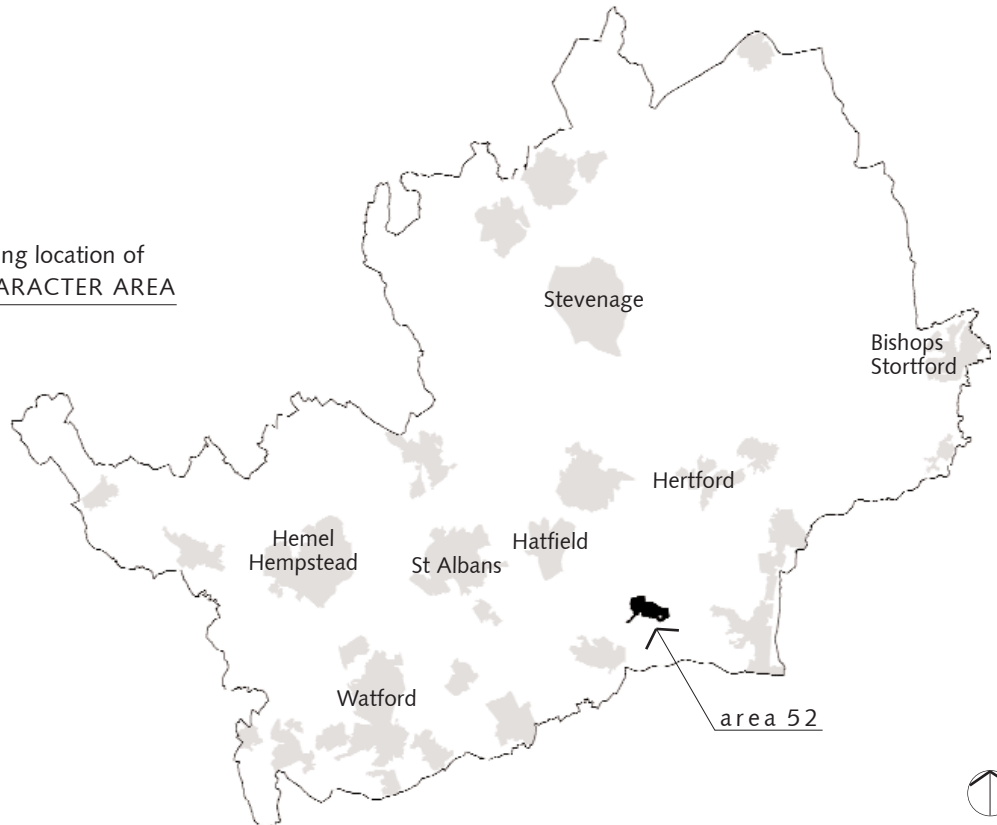 ng location of
ARACTER AREA
Stevenage
Bishops
Stortford
Hertford
Hemel
Hempstead
St Albans
Hatfield
Watford
area 52